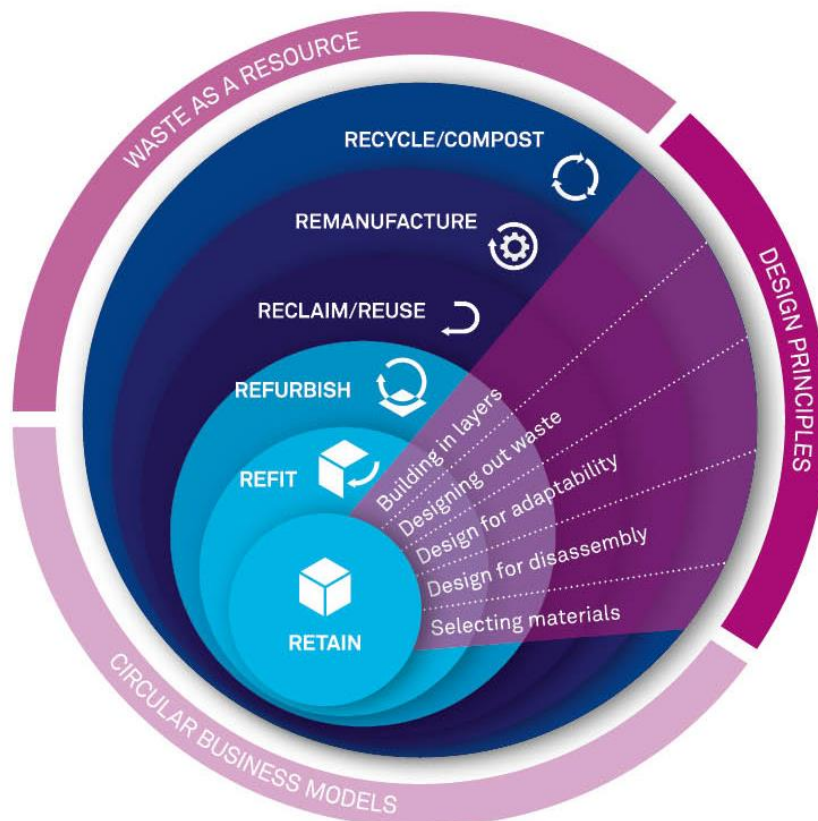 WASTE AS A RESOURCE
RECYCLE/COMPOST
REMANUFACTURE
RECLAIM/REUSE
REFURBISH
REFIT
RETAIN
Building in layers
Designing out waste
Design for adaptability
Design for disassembly
Selecting materials
DESIGN PRINCIPLES
CIRCULAR BUSINESS MODELS